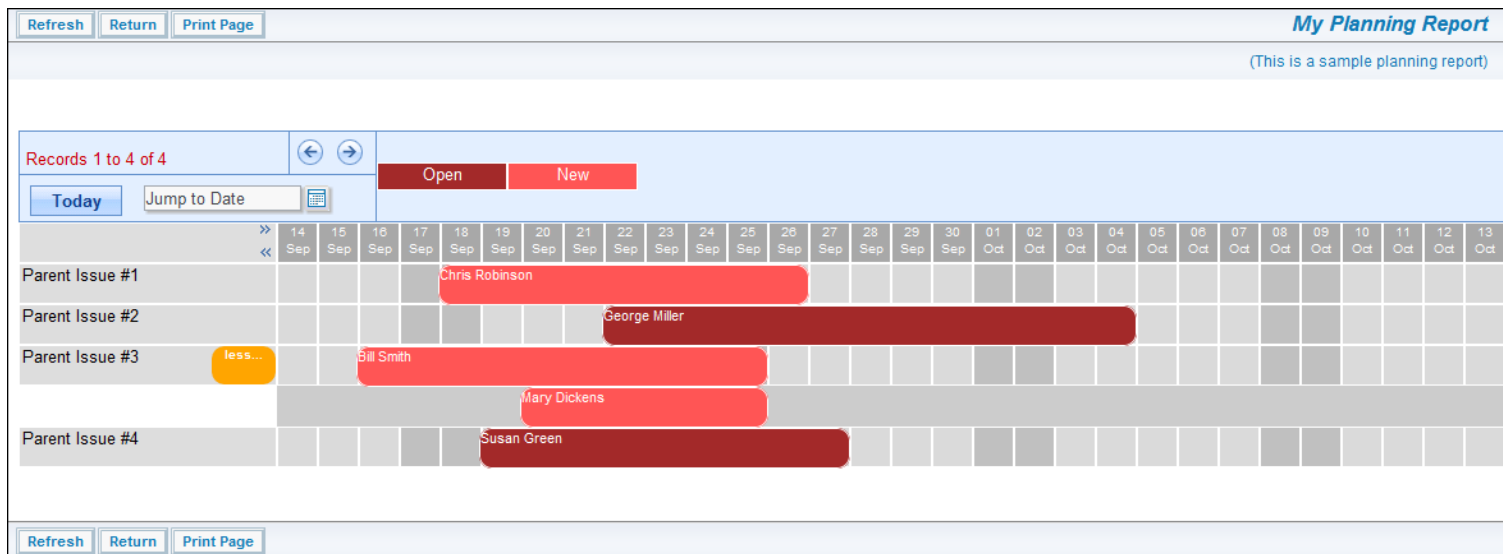 Refresh Return Print Page My Planning Report
(This is a sample planning report)
Records 1 to 4 of 4
Open New
Today Jump to Date
» 14 15 16 17 18 19 20 21 22 23 24 25 26 27 28 29 30 01 02 03 04 05 06 07 08 09 10 11 12 13
« Sep Sep Sep Sep Sep Sep Sep Sep Sep Sep Sep Sep Sep Sep Sep Sep Sep Oct Oct Oct Oct Oct Oct Oct Oct Oct Oct Oct Oct Oct
Parent Issue #1 Chris Robinson
Parent Issue #2 George Miller
Parent Issue #3 less... Bill Smith
Mary Dickens
Parent Issue #4 Susan Green
Refresh Return Print Page